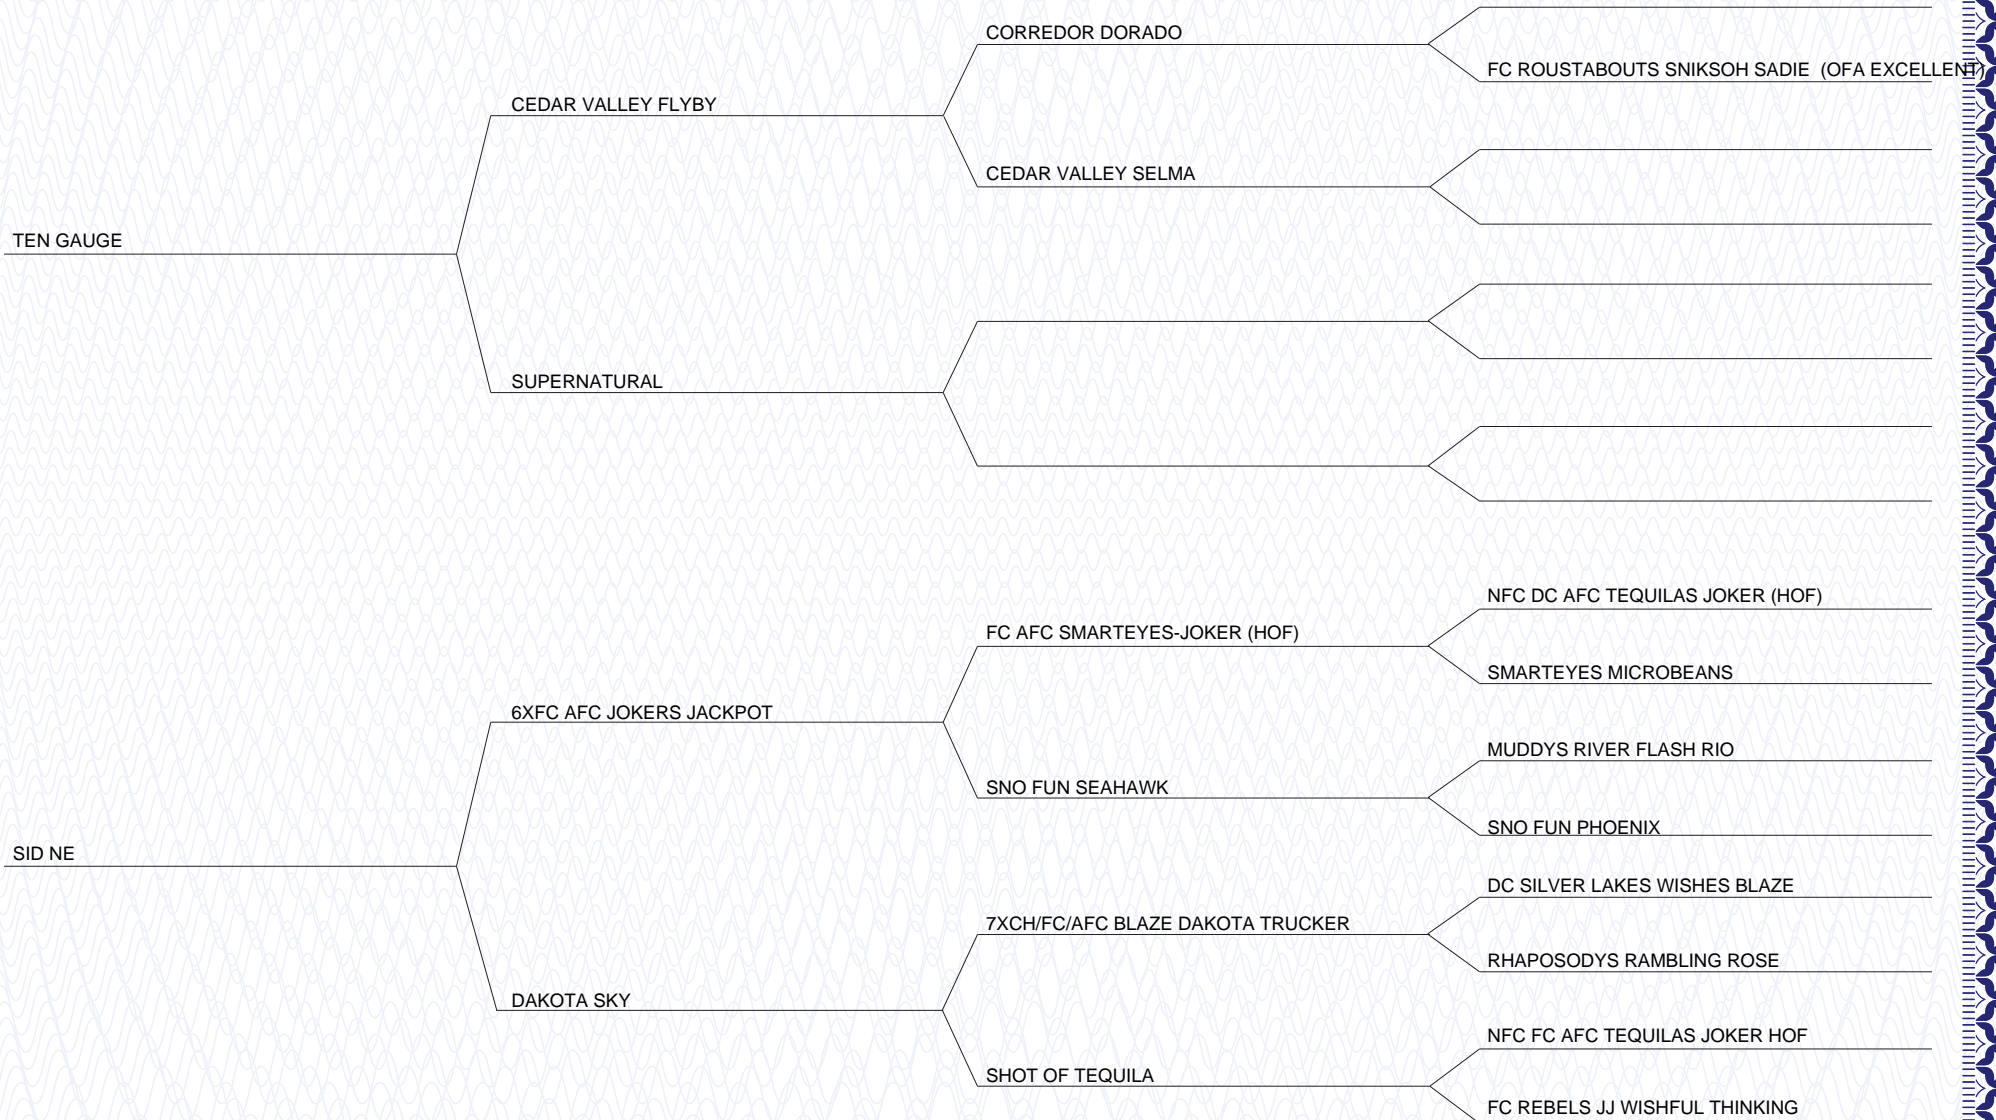 CORREDOR DORADO
FC ROUSTABOUTS SNIKSOH SADIE (OFA EXCELLENT)
CEDAR VALLEY FLYBY
CEDAR VALLEY SELMA
TEN GAUGE
SUPERNATURAL
NFC DC AFC TEQUILAS JOKER (HOF)
FC AFC SMARTEYES-JOKER (HOF)
SMARTEYES MICROBEANS
6XFC AFC JOKERS JACKPOT
MUDDYS RIVER FLASH RIO
SNO FUN SEAHAWK
SNO FUN PHOENIX
SID NE
DC SILVER LAKES WISHES BLAZE
7XCH/FC/AFC BLAZE DAKOTA TRUCKER
RHAPOSODYS RAMBLING ROSE
DAKOTA SKY
NFC FC AFC TEQUILAS JOKER HOF
SHOT OF TEQUILA
FC REBELS JJ WISHFUL THINKING